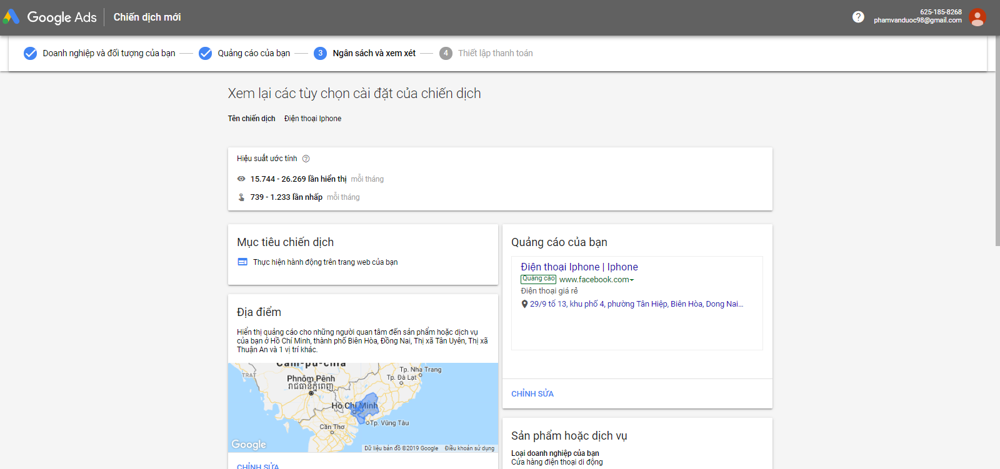 Google Ads
Chiến dịch mới
625-185-8268
phamvanduoc98@gmail.com
Doanh nghiệp và đối tượng của bạn
Quảng cáo của bạn
3 Ngân sách và xem xét
4 Thiết lập thanh toán
Xem lại các tùy chọn cài đặt của chiến dịch
Tên chiến dịch Điện thoại Iphone
Hiệu suất ước tính
15.744 - 26.269 lần hiển thị mỗi tháng
739 - 1.233 lần nhấp mỗi tháng
Mục tiêu chiến dịch
Thực hiện hành động trên trang web của bạn
Địa điểm
Hiển thị quảng cáo cho những người quan tâm đến sản phẩm hoặc dịch vụ
của bạn ở Hồ Chí Minh, thành phố Biên Hòa, Đồng Nai, Thị xã Tân Uyên, Thị xã
Thuận An và 1 vị trí khác.
Cam-pu-chia
TRAT
Phnôm Pênh
រាជធានីភ្នំពេញ
Tp. Nha Trang
Tp. Đà Lạt
Hồ Chí Minh
Tp. Vũng Tàu
Cần Thơ
Google
Dữ liệu bản đồ ©2019 Google Điều khoản sử dụng
CHỈNH SỬA
Quảng cáo của bạn
Điện thoại Iphone | Iphone
Quảng cáo www.facebook.com
Điện thoại giá rẻ
29/9 tổ 13, khu phố 4, phường Tân Hiệp, Biên Hòa, Dong Nai...
CHỈNH SỬA
Sản phẩm hoặc dịch vụ
Loại doanh nghiệp của bạn
Cửa hàng điện thoại di động